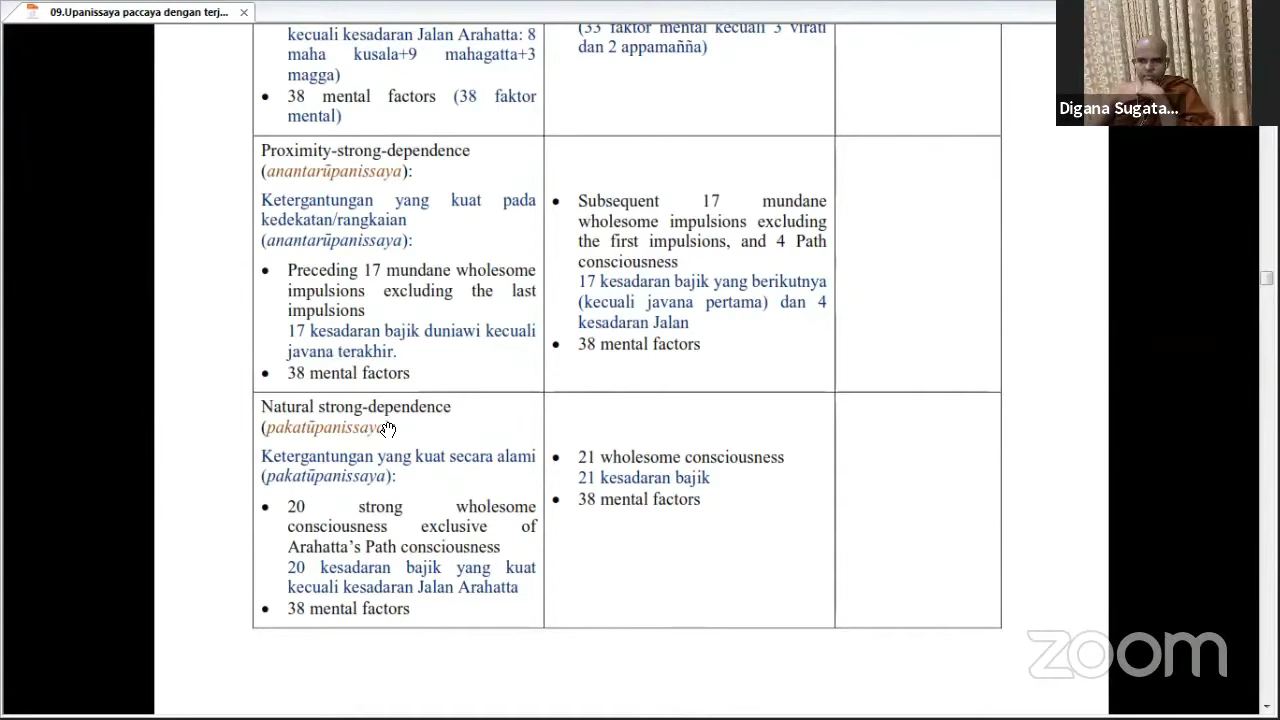 09.Upanissaya paccaya dengan terj...
Digana Sugata...
kecuali kesadaran Jalan Arahatta: 8
maha kusala+9 mahagatta+3
magga)
• 38 mental factors (38 faktor
mental)
(33 faktor mental kecuali 3 virati
dan 2 appamañña)
Proximity-strong-dependence
(anantarūpanissaya):
Ketergantungan yang kuat pada
kedekatan/rangkaian
(anantarūpanissaya):
• Preceding 17 mundane wholesome
impulsions excluding the last
impulsions
17 kesadaran bajik duniawi kecuali
javana terakhir.
• 38 mental factors
• Subsequent 17 mundane
wholesome impulsions excluding
the first impulsions, and 4 Path
consciousness
17 kesadaran bajik yang berikutnya
(kecuali javana pertama) dan 4
kesadaran Jalan
• 38 mental factors
Natural strong-dependence
(pakatūpanissaya
Ketergantungan yang kuat secara alami
(pakatūpanissaya):
• 20 strong wholesome
consciousness exclusive of
Arahatta’s Path consciousness
20 kesadaran bajik yang kuat
kecuali kesadaran Jalan Arahatta
• 38 mental factors
• 21 wholesome consciousness
21 kesadaran bajik
• 38 mental factors
zoom